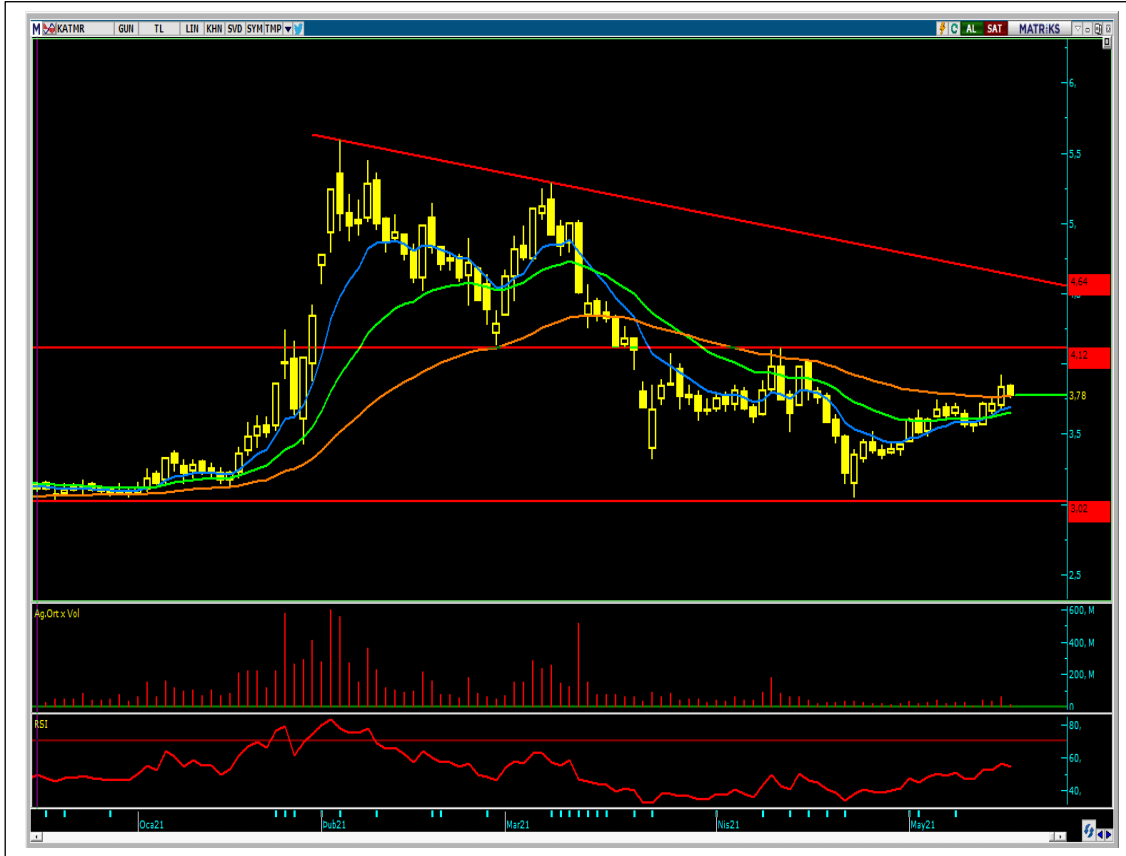 M KATMR GUN TL LIN KHN SVD SYM TMP C AL SAT MATRiKS
6,
5,5
5,
4,64
4,12
3,78
3,5
3,02
2,5
Ag.Ort x Vol
600, M
400, M
200, M
0
RSI
80,
60,
40,
Oca21 Þub21 Mar21 Nis21 May21